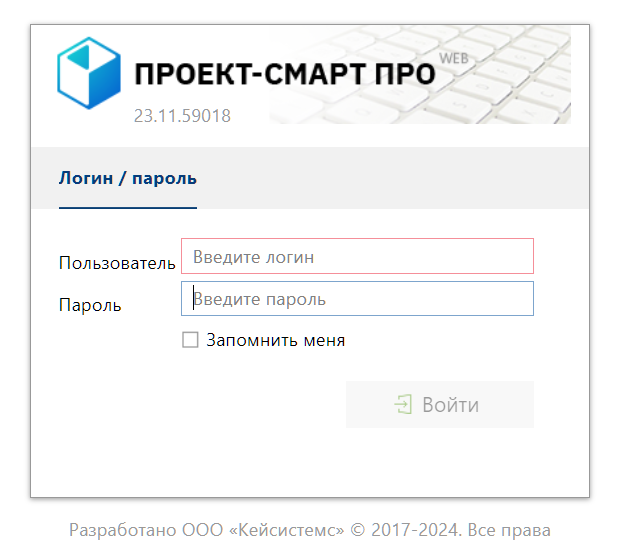 ПРОЕКТ-СМАРТ ПРО WEB
23.11.59018
Логин / пароль
Пользователь Введите логин
Пароль Введите пароль
Запомнить меня
Войти
Разработано ООО «Кейсистемс» © 2017-2024. Все права